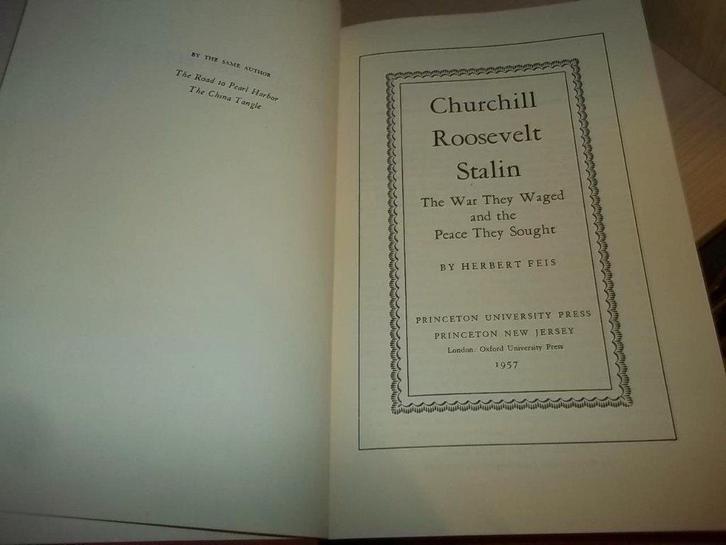 BY THE SAME AUTHOR
The Road to Pearl Harbor
The China Tangle
Churchill
Roosevelt
Stalin
The War They Waged
and the
Peace They Sought
BY HERBERT FEIS
PRINCETON UNIVERSITY PRESS
PRINCETON NEW JERSEY
London: Oxford University Press
1957